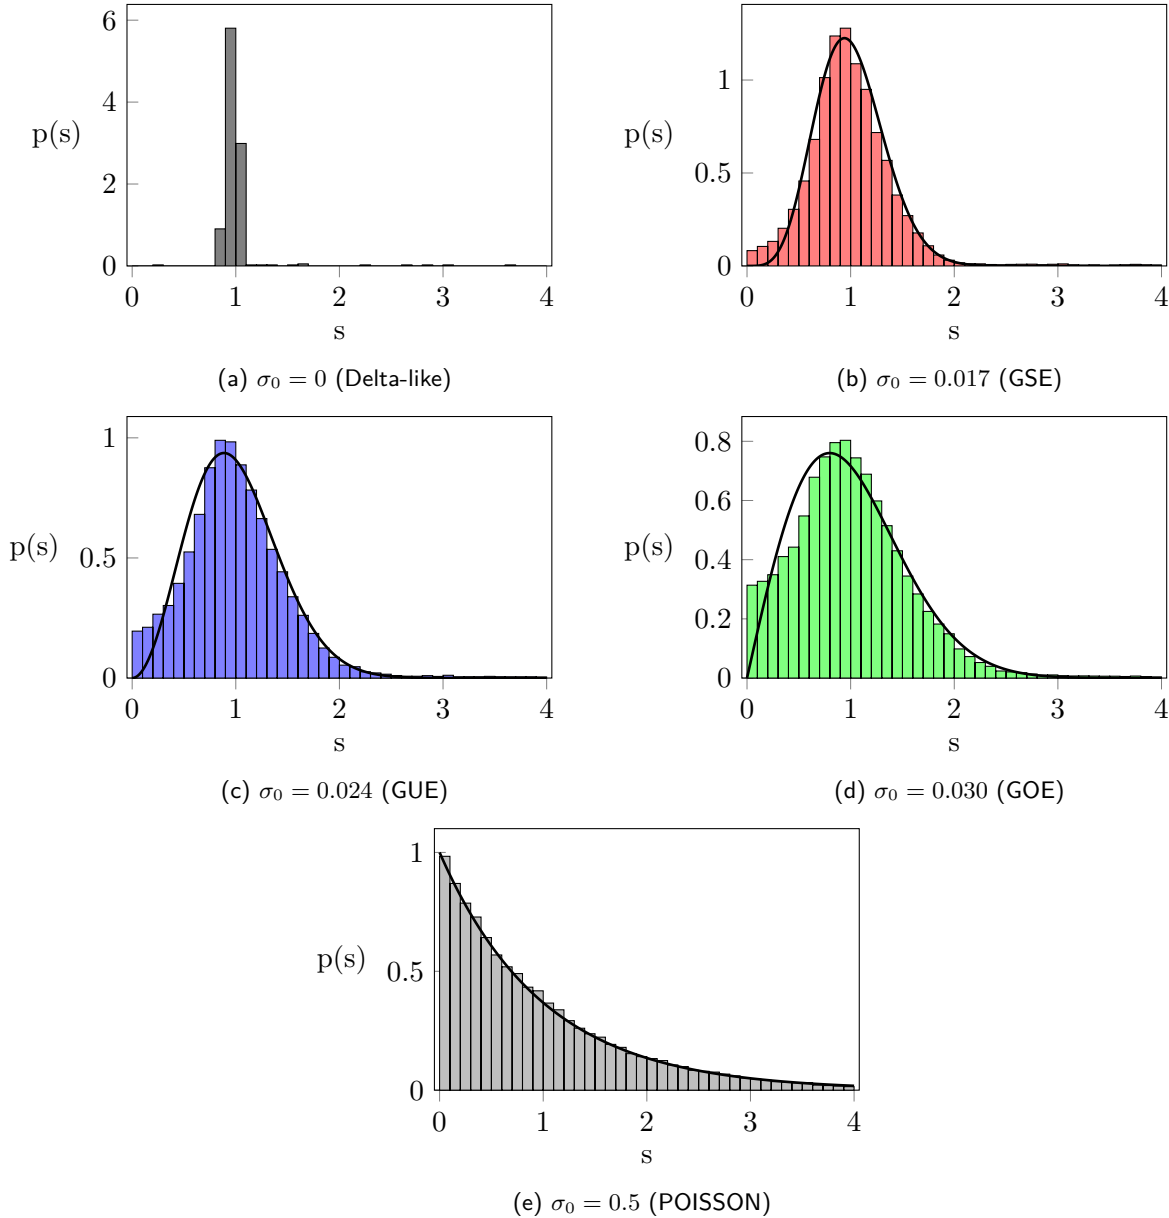 6
4
2
0
p(s)
0 1 2 3 4
s
(a) σ₀ = 0 (Delta-like)
1
0.5
0
p(s)
0 1 2 3 4
s
(b) σ₀ = 0.017 (GSE)
1
0.5
0
p(s)
0 1 2 3 4
s
(c) σ₀ = 0.024 (GUE)
0.8
0.6
0.4
0.2
0
p(s)
0 1 2 3 4
s
(d) σ₀ = 0.030 (GOE)
1
0.5
0
p(s)
0 1 2 3 4
s
(e) σ₀ = 0.5 (POISSON)